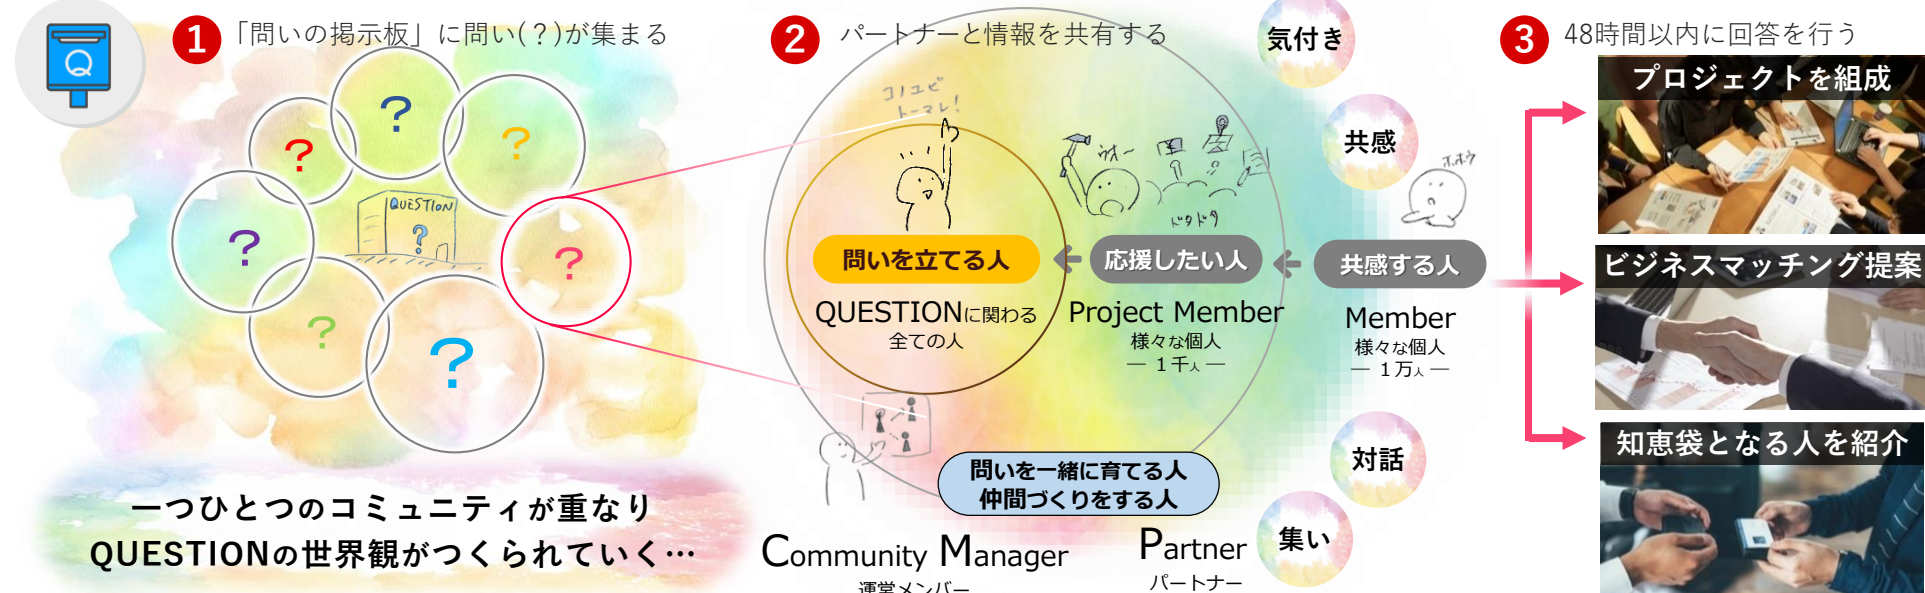 1 「問いの掲示板」に問い(？)が集まる
Q
?
?
?
?
?
?
?
QUESTION
?
一つひとつのコミュニティが重なり
QUESTIONの世界観がつくられていく…
2 パートナーと情報を共有する
コノユビ
トーマレ!
ウオー
ドタドタ
ホホウ
問いを立てる人
QUESTIONに関わる
全ての人
応援したい人
Project Member
様々な個人
― 1千人 ―
共感する人
Member
様々な個人
― 1万人 ―
問いを一緒に育てる人
仲間づくりをする人
Community Manager
運営メンバー
Partner
パートナー
気付き
共感
対話
集い
3 48時間以内に回答を行う
プロジェクトを組成
ビジネスマッチング提案
知恵袋となる人を紹介